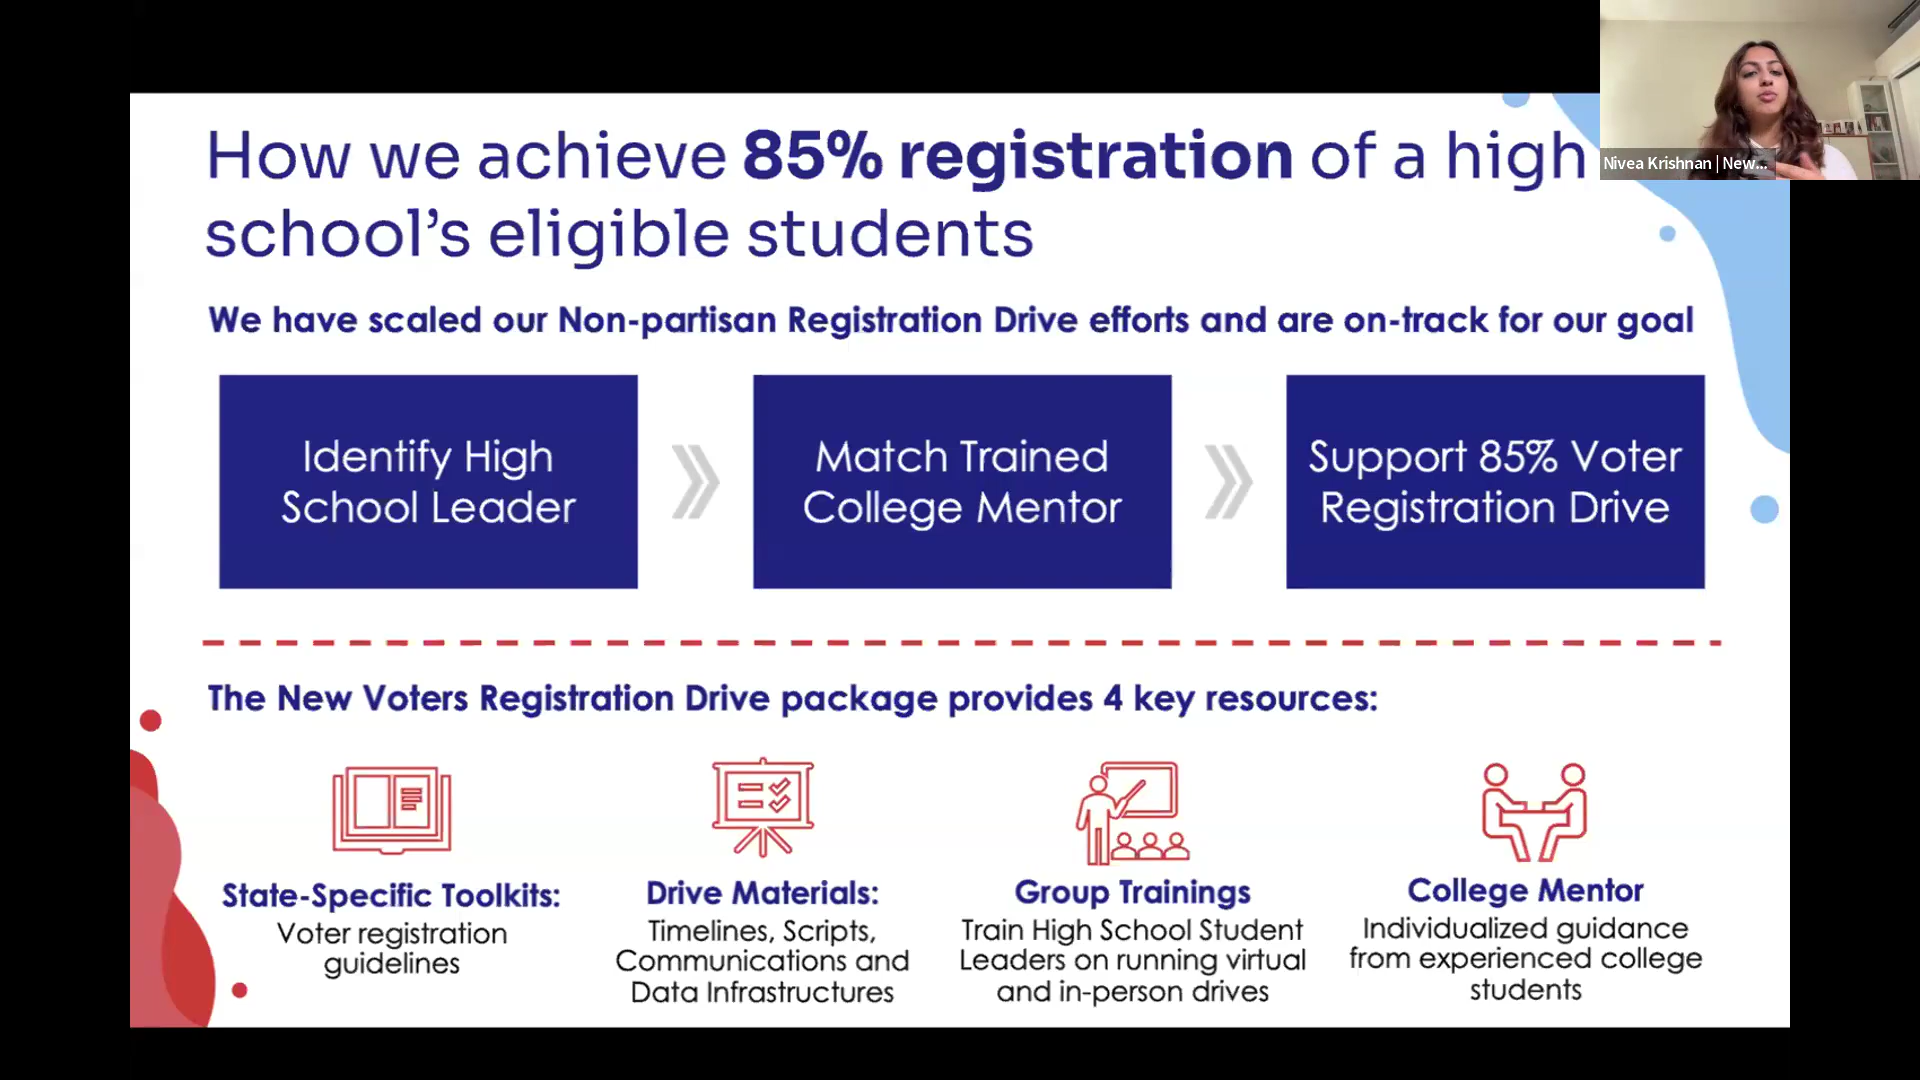 How we achieve 85% registration of a high
school’s eligible students
Nivea Krishnan | New...
We have scaled our Non-partisan Registration Drive efforts and are on-track for our goal
Identify High
School Leader
Match Trained
College Mentor
Support 85% Voter
Registration Drive
The New Voters Registration Drive package provides 4 key resources:
State-Specific Toolkits:
Voter registration
guidelines
Drive Materials:
Timelines, Scripts,
Communications and
Data Infrastructures
Group Trainings
Train High School Student
Leaders on running virtual
and in-person drives
College Mentor
Individualized guidance
from experienced college
students